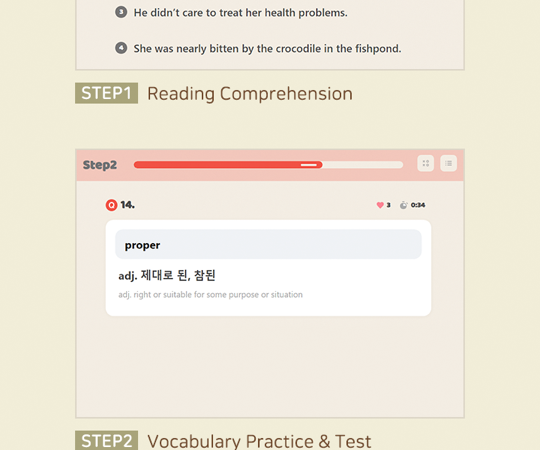 3 He didn't care to treat her health problems.
4 She was nearly bitten by the crocodile in the fishpond.
STEP1 Reading Comprehension
Step2
Q 14.
3 0:34
proper
adj. 제대로 된, 참된
adj. right or suitable for some purpose or situation
STEP2 Vocabulary Practice & Test